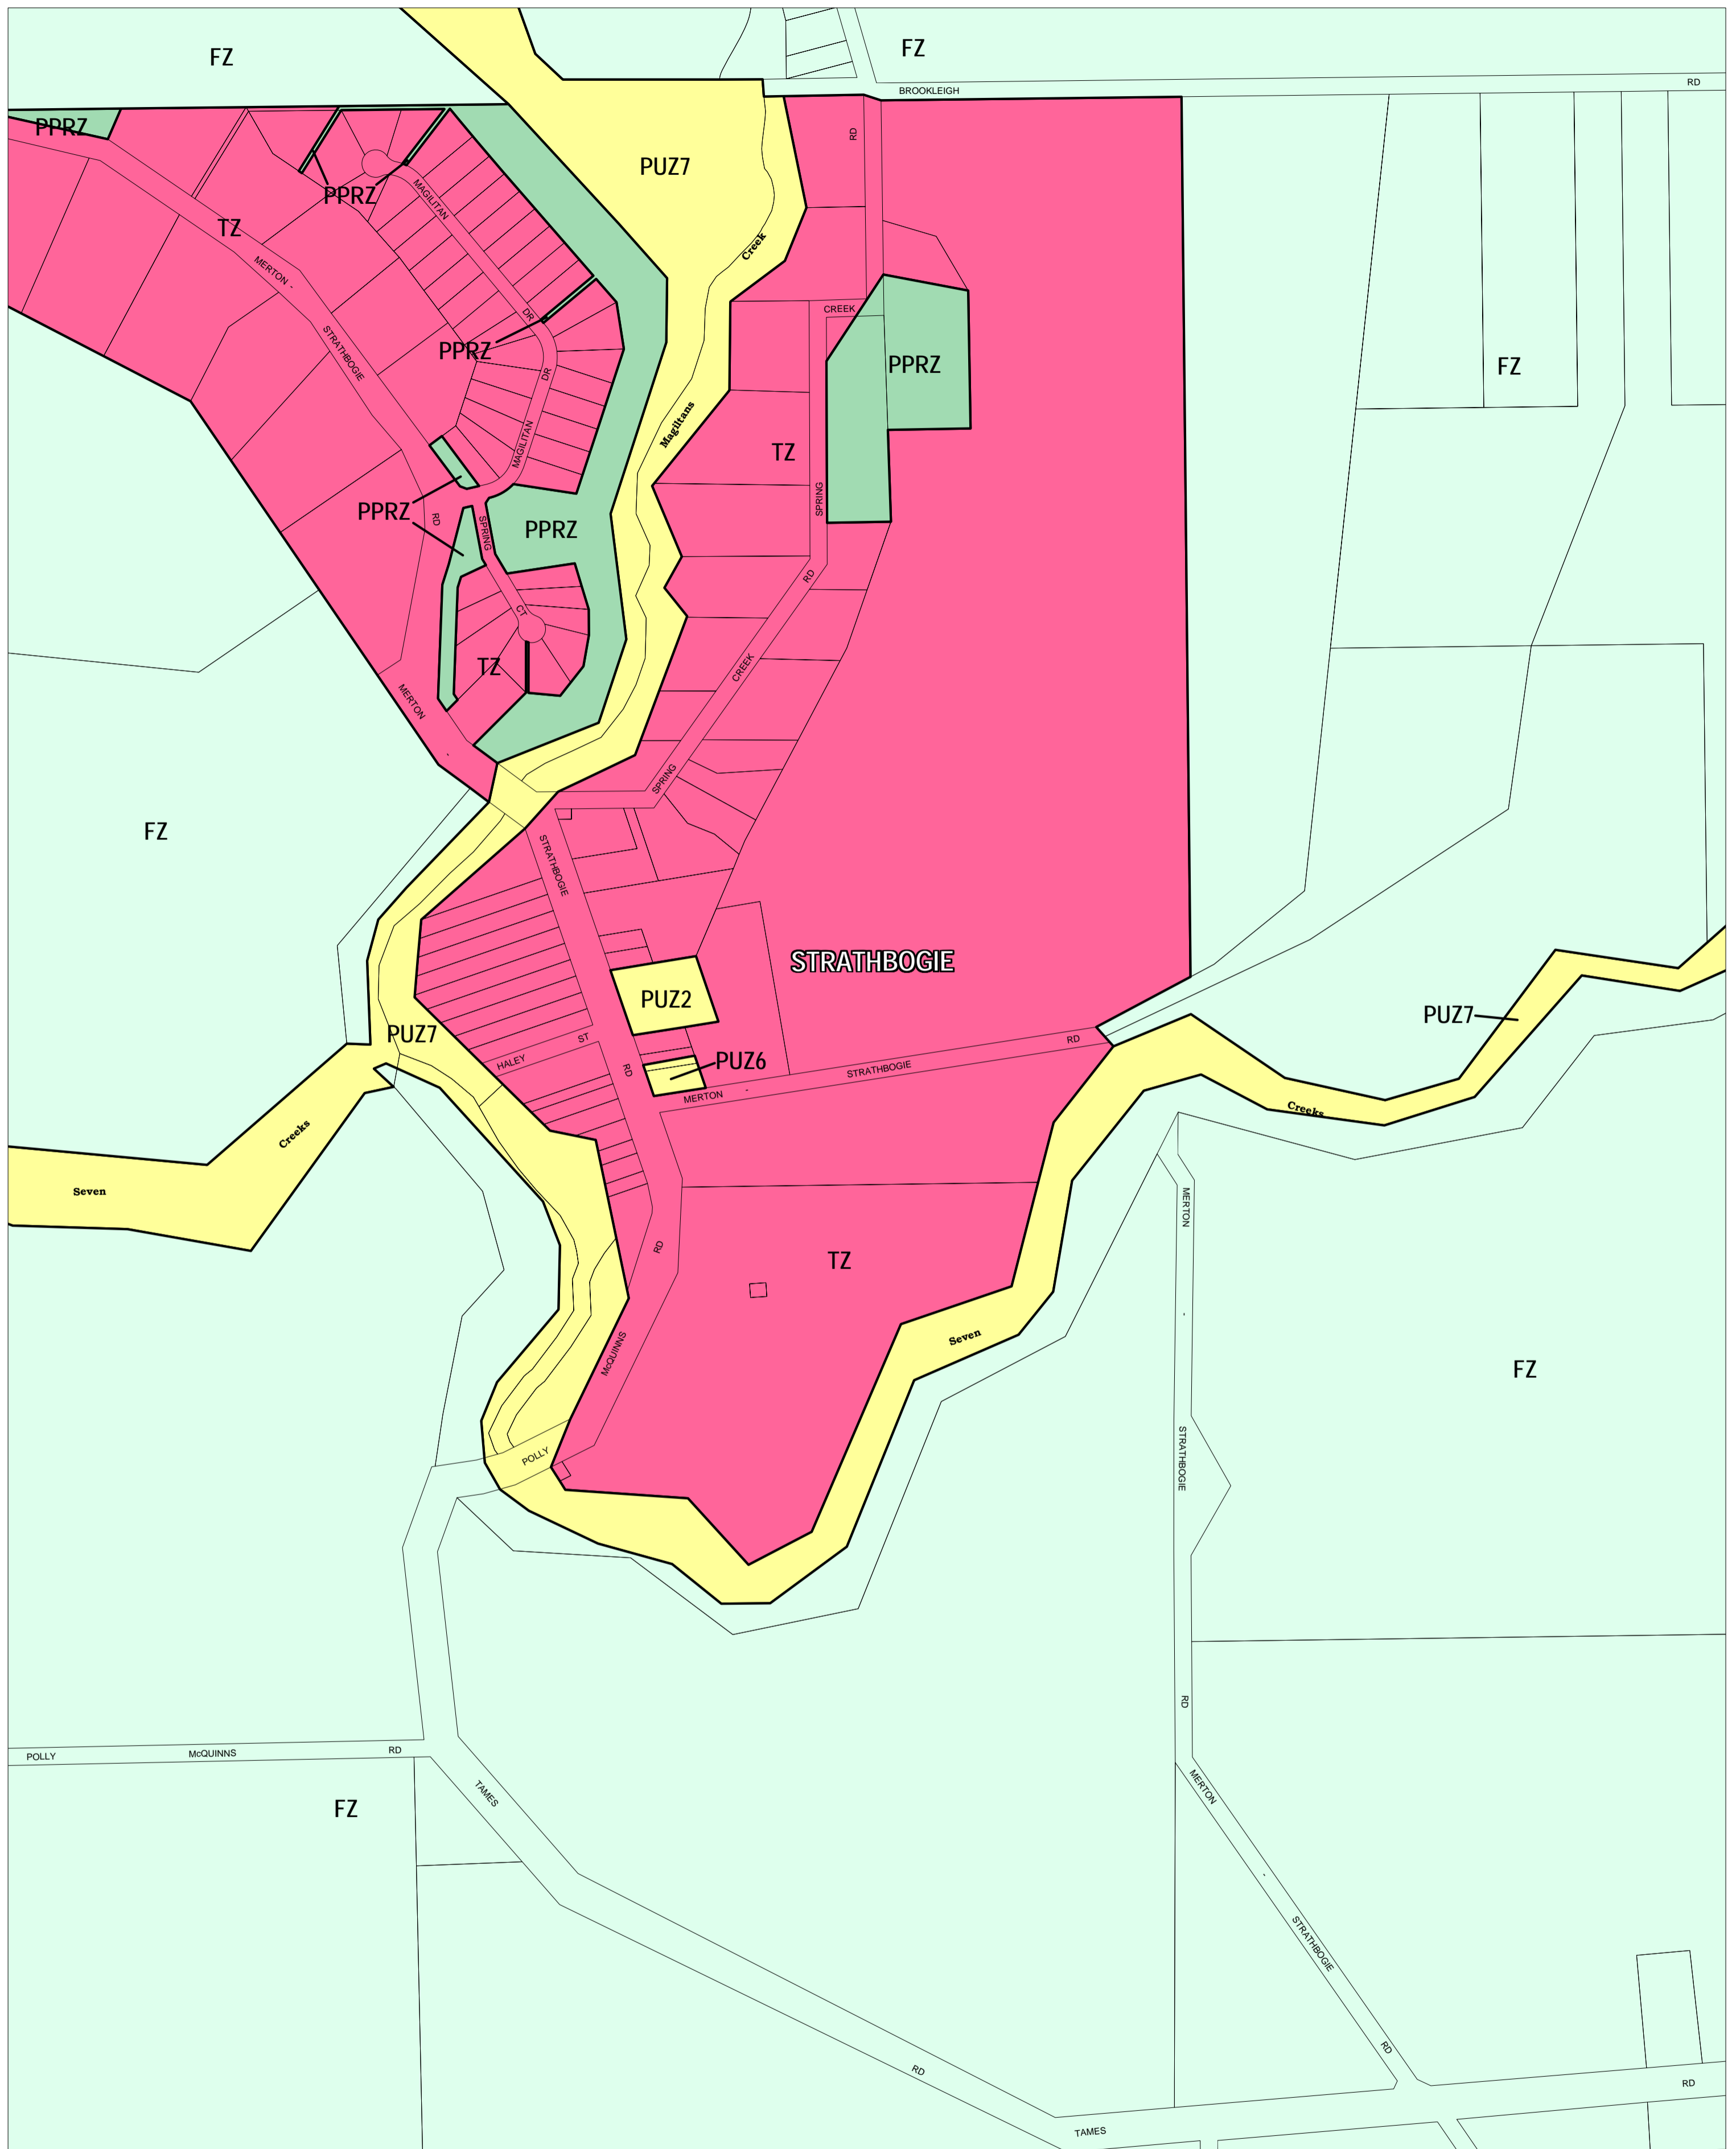 FZ
FZ
RD
BROOKLEIGH
PPRZ
RD
PUZ7
PPRZ
MAGILITAN
TZ
Creek
MERTON -
CREEK
DR
STRATHBOGIE
PPRZ
PPRZ
FZ
DR
Magiltans
MAGILITAN
TZ
SPRING
PPRZ
RD
SPRING
PPRZ
RD
CT
TZ
CREEK
MERTON
-
SPRING
FZ
STRATHBOGIE
STRATHBOGIE
PUZ2
PUZ7
PUZ7
HALEY
ST
RD
PUZ6
RD
STRATHBOGIE
-
MERTON
Creeks
Creeks
Seven
MERTON
RD
TZ
-
Seven
McQUINNS
FZ
POLLY
STRATHBOGIE
RD
POLLY
McQUINNS
RD
TAMES
MERTON
FZ
-
STRATHBOGIE
RD
RD
RD
TAMES